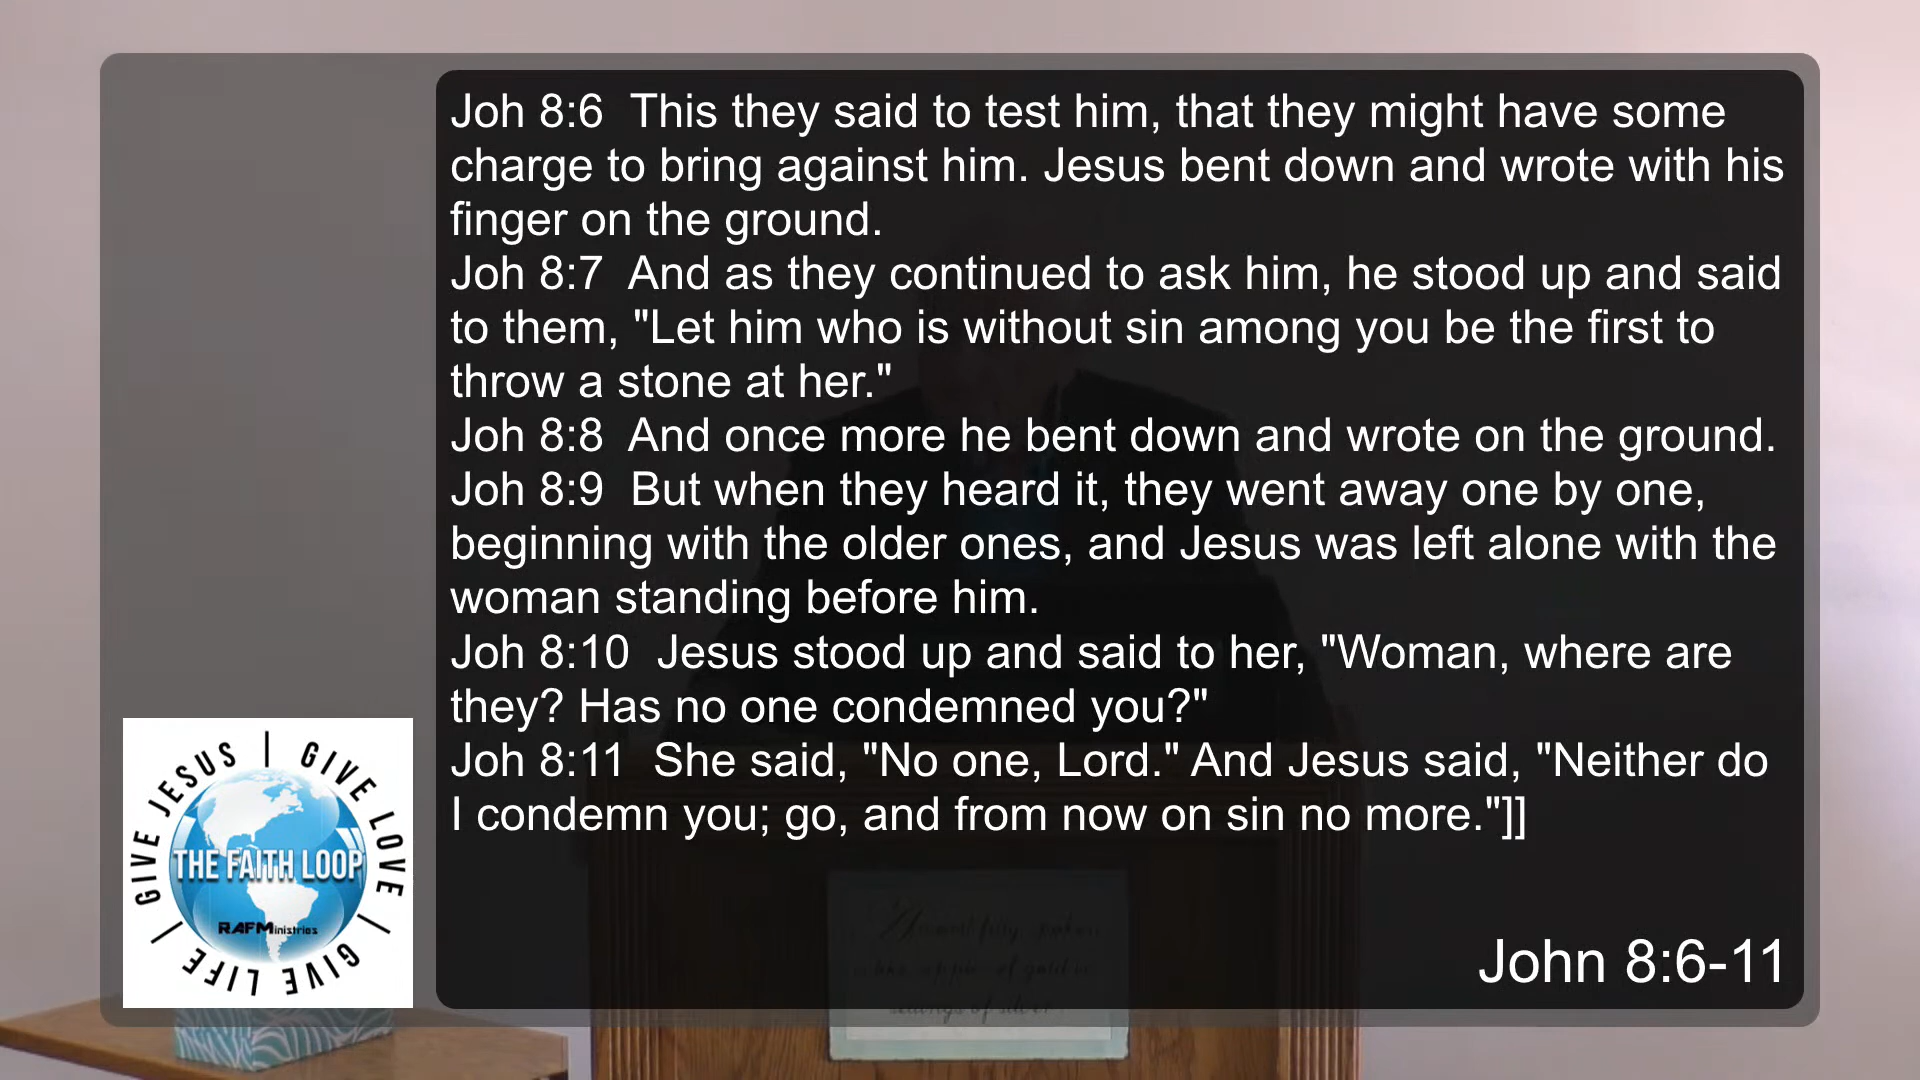 Joh 8:6  This they said to test him, that they might have some
charge to bring against him. Jesus bent down and wrote with his
finger on the ground.
Joh 8:7  And as they continued to ask him, he stood up and said
to them, "Let him who is without sin among you be the first to
throw a stone at her."
Joh 8:8  And once more he bent down and wrote on the ground.
Joh 8:9  But when they heard it, they went away one by one,
beginning with the older ones, and Jesus was left alone with the
woman standing before him.
Joh 8:10  Jesus stood up and said to her, "Woman, where are
they? Has no one condemned you?"
Joh 8:11  She said, "No one, Lord." And Jesus said, "Neither do
I condemn you; go, and from now on sin no more."]]
John 8:6-11
GIVE JESUS | GIVE LOVE | GIVE LIFE |
THE FAITH LOOP
RAFMinistries
of gold in
settings of silver